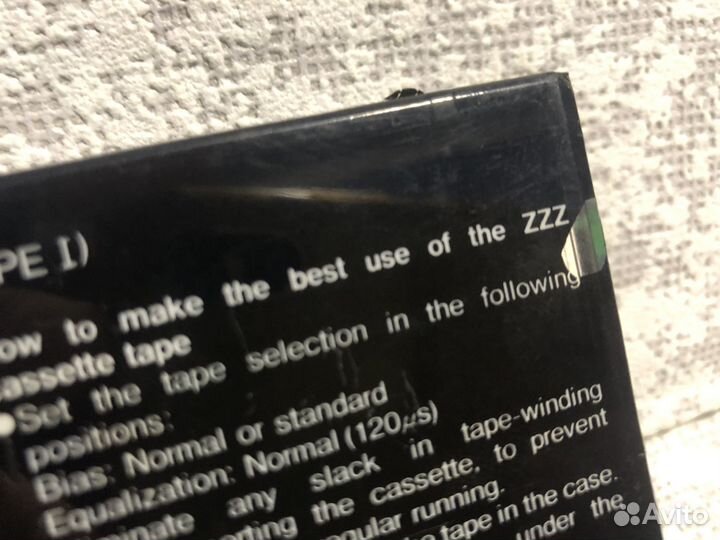 PE I)
ow to make the best use of the ZZZ
assette tape
●Set the tape selection in the following
positions:
Bias: Normal or standard
Equalization: Normal (120μs)
minate any slack in tape-winding
rting the cassette, to prevent
gular running.
tape in the case.
under the
Avito